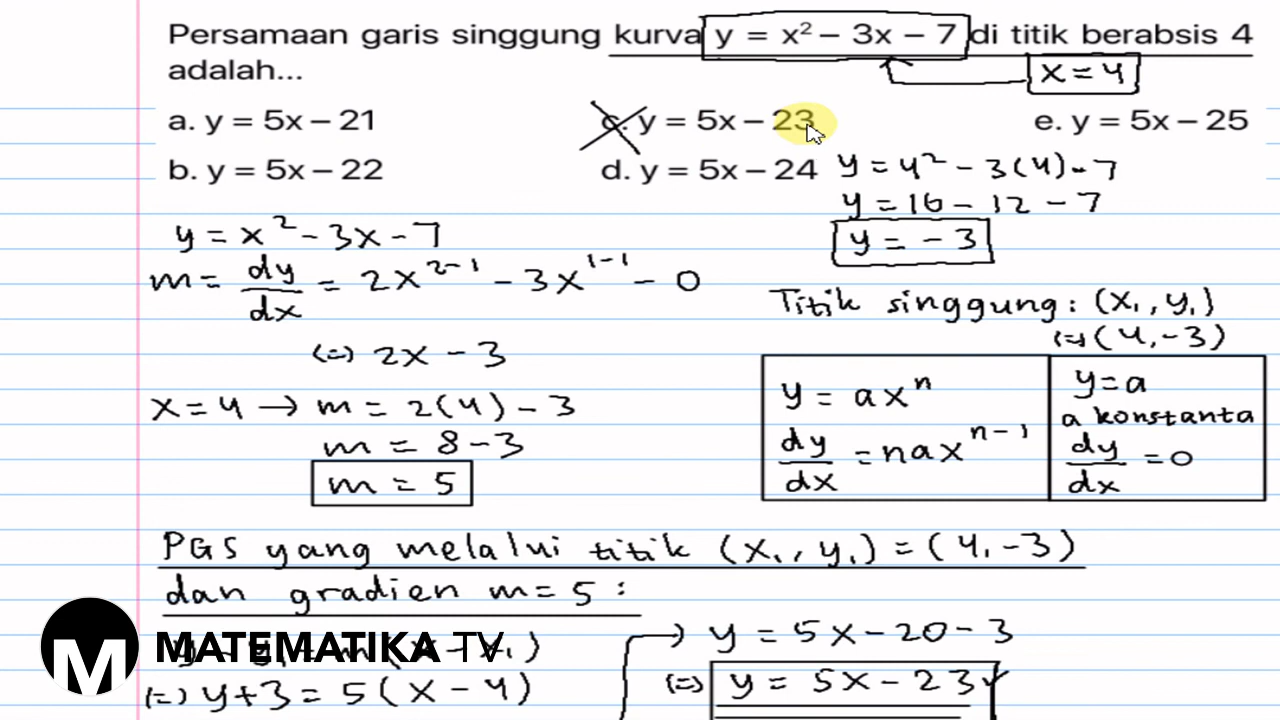 Persamaan garis singgung kurva y = x² − 3x − 7 di titik berabsis 4
adalah...
x = 4
a. y = 5x − 21
c. y = 5x − 23
e. y = 5x − 25
b. y = 5x − 22
d. y = 5x − 24
y = 4² − 3(4) − 7
y = 16 − 12 − 7
y = −3
y = x² − 3x − 7
m = dy/dx = 2x²⁻¹ − 3x¹⁻¹ − 0
(=) 2x − 3
x = 4 → m = 2(4) − 3
m = 8 − 3
m = 5
Titik singgung : (x₁, y₁)
(=) (4, −3)
y = axⁿ
dy/dx = naxⁿ⁻¹
y = a
a konstanta
dy/dx = 0
PGS yang melalui titik (x₁, y₁) = (4, −3)
dan gradien m = 5 :
y − y₁ = m(x − x₁)
MATEMATIKA TV
M
(=) y + 3 = 5(x − 4)
→ y = 5x − 20 − 3
(=) y = 5x − 23 ✓